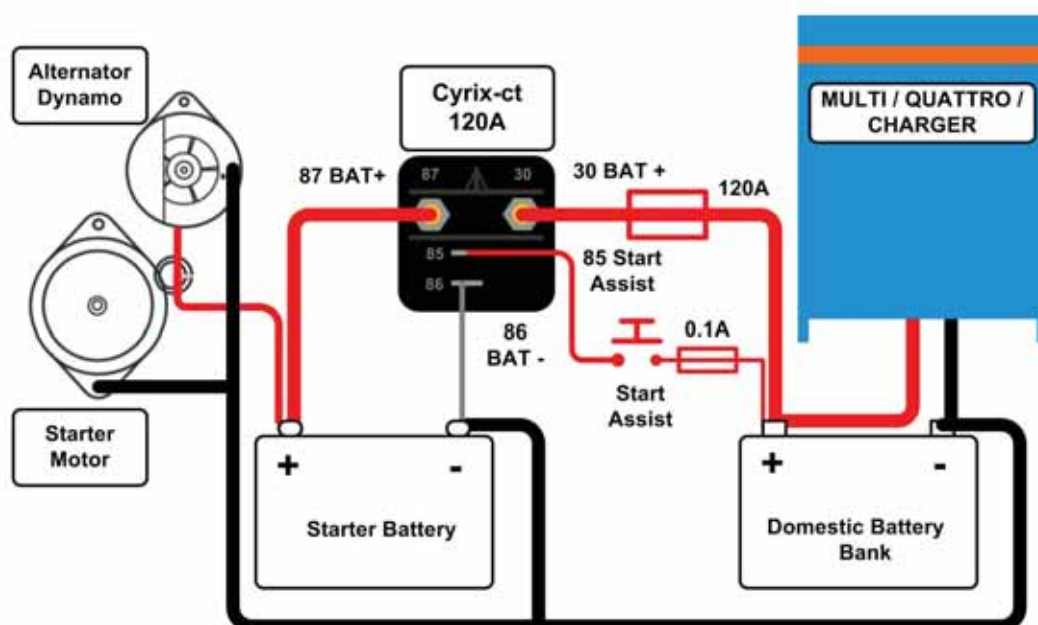 Alternator
Dynamo
Cyrix-ct
120A
MULTI / QUATTRO /
CHARGER
87 BAT+
87
30
30 BAT +
120A
85
86
85 Start
Assist
86
BAT -
0.1A
Start
Assist
Starter
Motor
+
-
Starter Battery
+
-
Domestic Battery
Bank